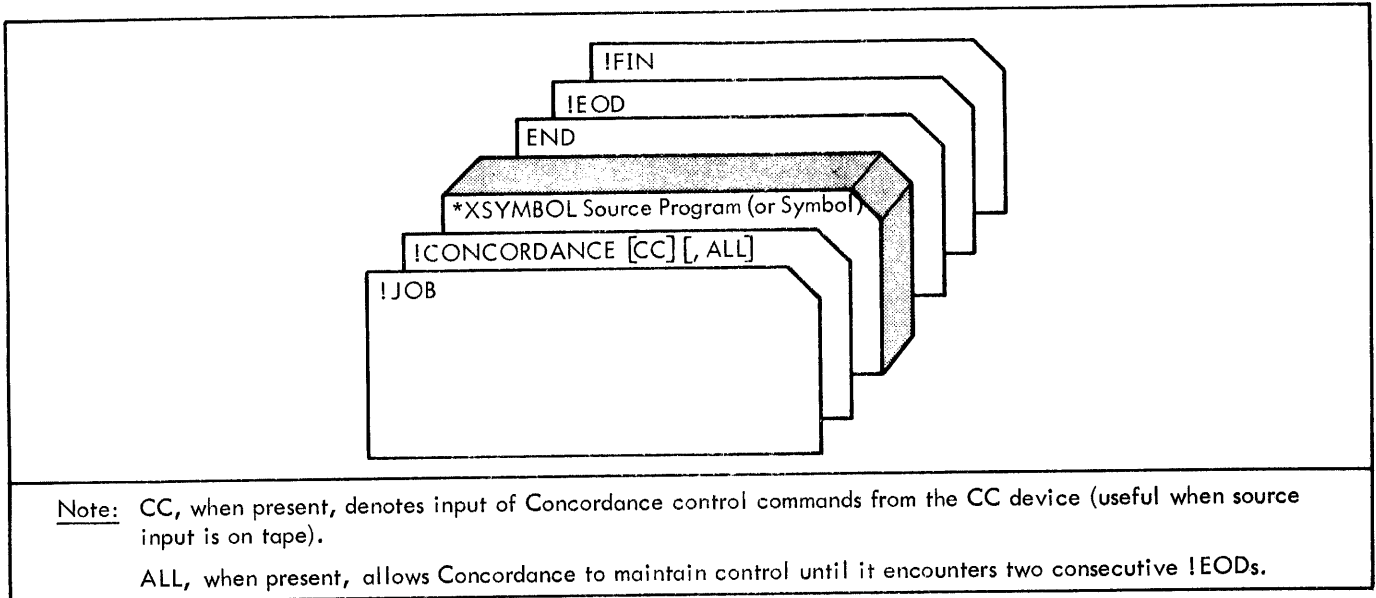 !FIN
!EOD
END
*XSYMBOL Source Program (or Symbol)
!CONCORDANCE [CC] [, ALL]
!JOB
Note: CC, when present, denotes input of Concordance control commands from the CC device (useful when source
input is on tape).
ALL, when present, allows Concordance to maintain control until it encounters two consecutive !EODs.